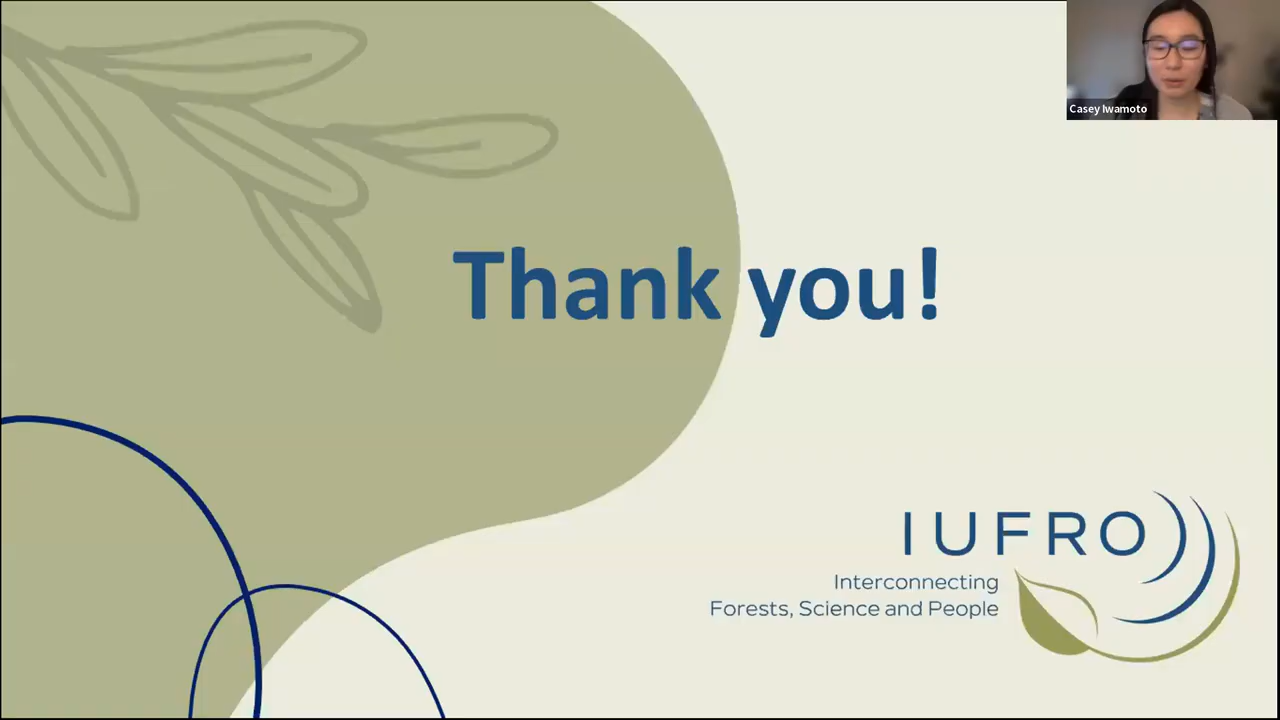 Casey Iwamoto
Thank you!
IUFRO
Interconnecting
Forests, Science and People